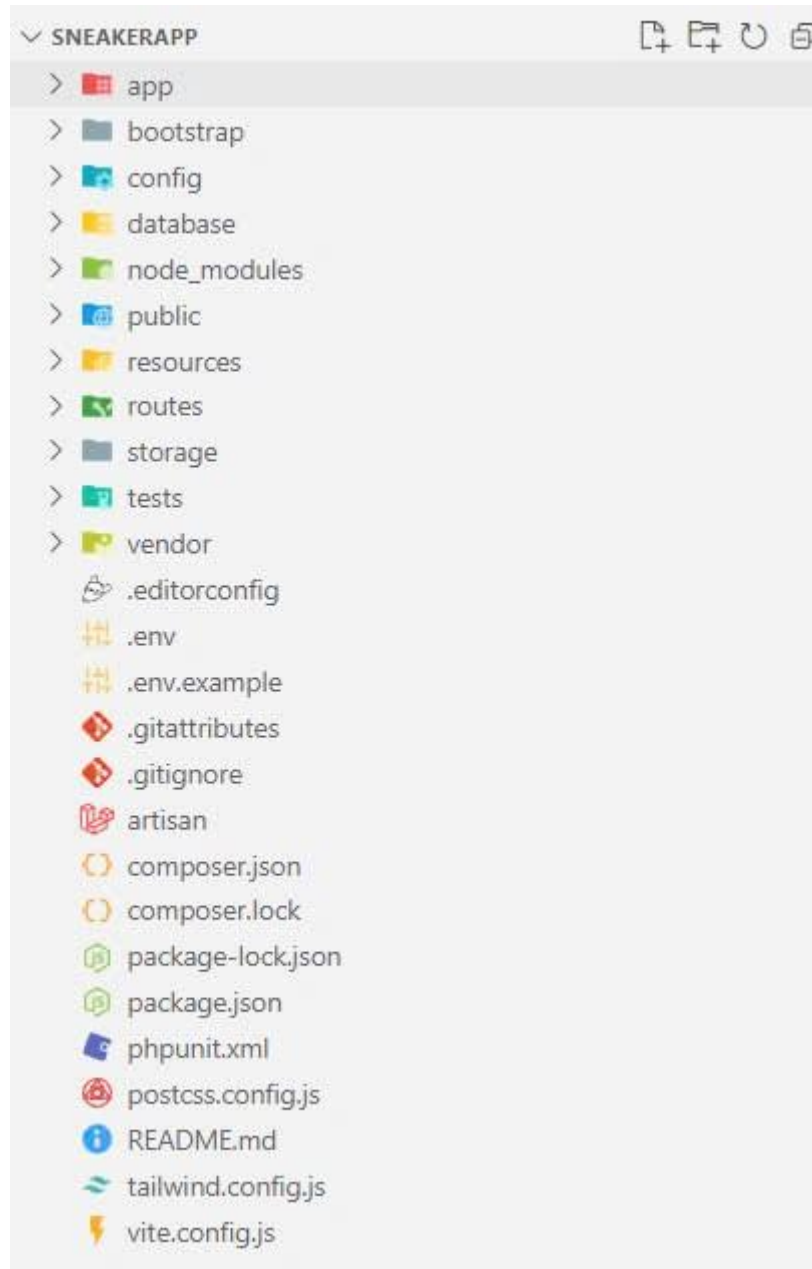 SNEAKERAPP
app
bootstrap
config
database
node_modules
public
resources
routes
storage
tests
vendor
.editorconfig
.env
.env.example
.gitattributes
.gitignore
artisan
composer.json
composer.lock
package-lock.json
package.json
phpunit.xml
postcss.config.js
README.md
tailwind.config.js
vite.config.js